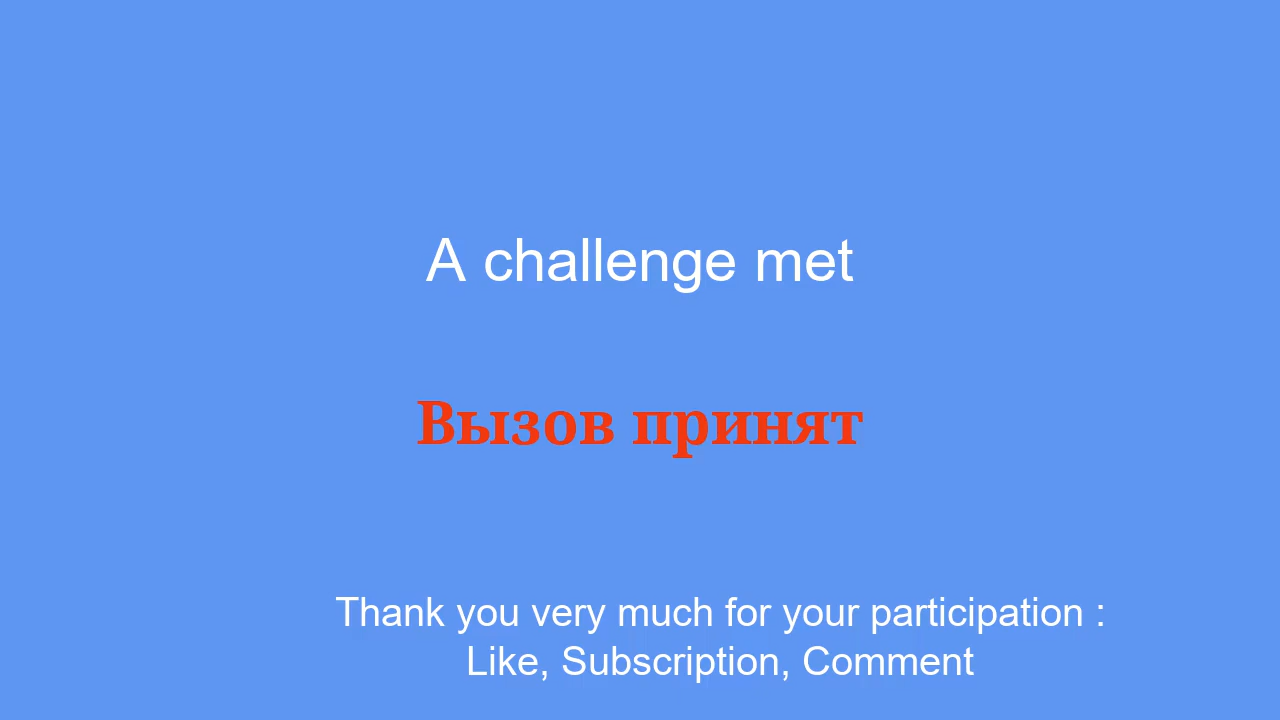 A challenge met
Вызов принят
Thank you very much for your participation :
Like, Subscription, Comment